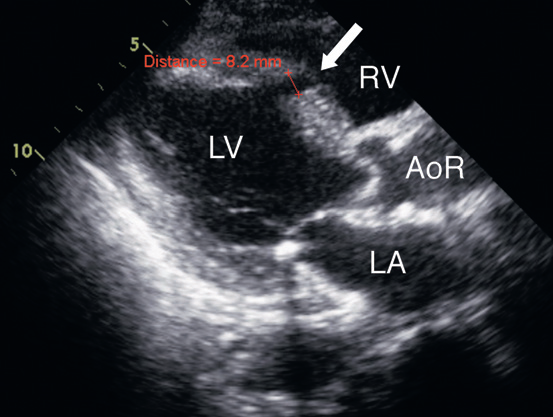 5
Distance = 8.2 mm
RV
10
LV
AoR
LA